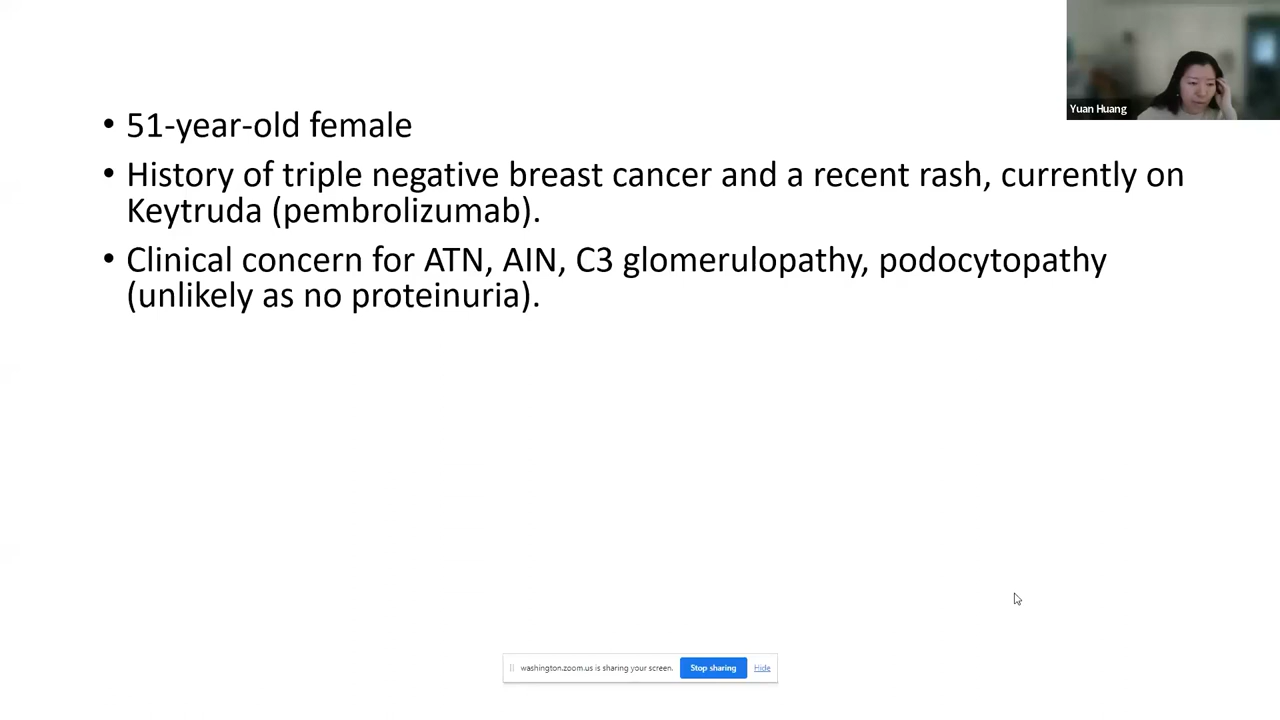 Yuan Huang
• 51-year-old female
• History of triple negative breast cancer and a recent rash, currently on
Keytruda (pembrolizumab).
• Clinical concern for ATN, AIN, C3 glomerulopathy, podocytopathy
(unlikely as no proteinuria).
washington.zoom.us is sharing your screen. Stop sharing Hide